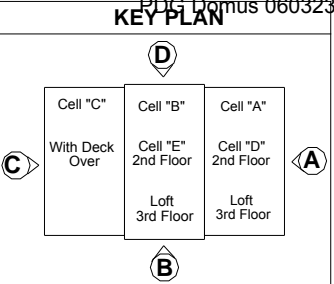 PDG Domus 060323
KEY PLAN
D
Cell "C"
With Deck
Over
Cell "B"
Cell "E"
2nd Floor
Loft
3rd Floor
Cell "A"
Cell "D"
2nd Floor
Loft
3rd Floor
C
A
B